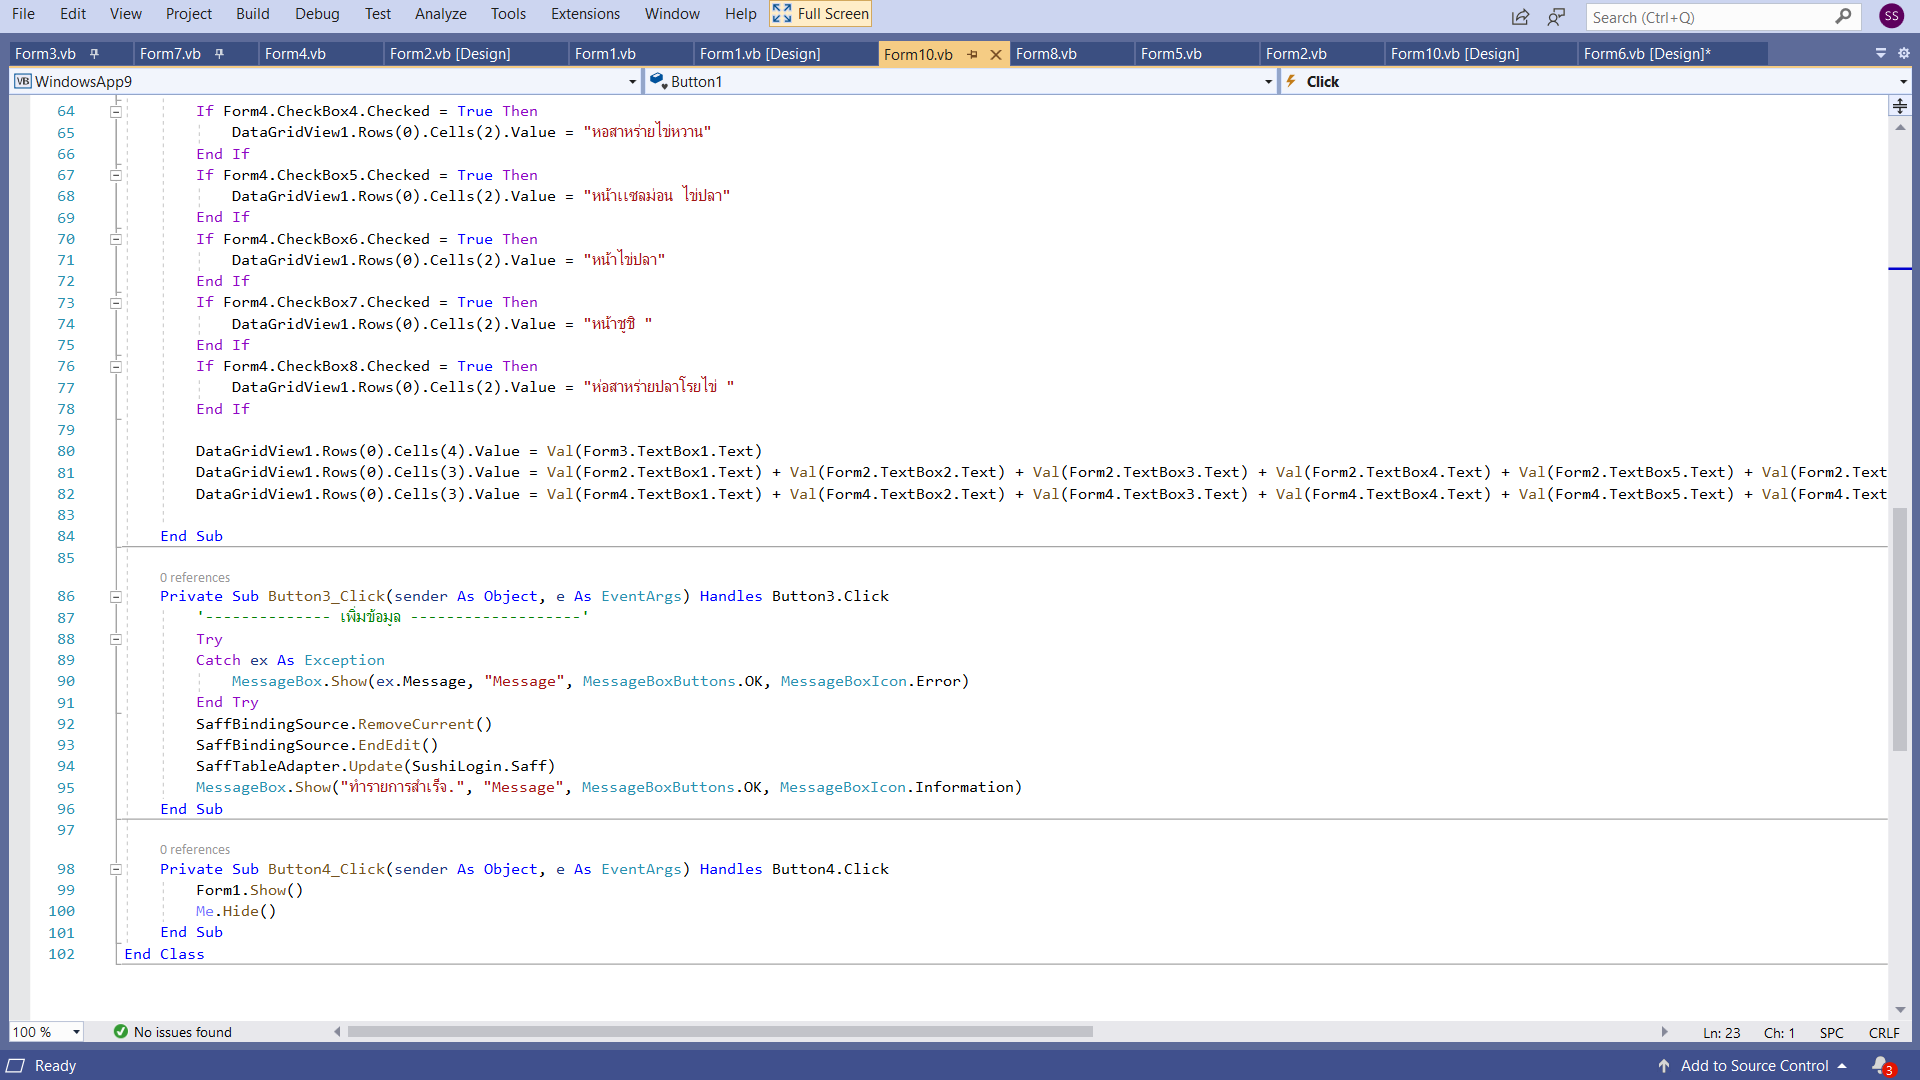 File Edit View Project Build Debug Test Analyze Tools Extensions Window Help Full Screen Search (Ctrl+Q) SS
Form3.vb Form7.vb Form4.vb Form2.vb [Design] Form1.vb Form1.vb [Design] Form10.vb Form8.vb Form5.vb Form2.vb Form10.vb [Design] Form6.vb [Design]*
VB WindowsApp9 Button1 Click
64 If Form4.CheckBox4.Checked = True Then
65 DataGridView1.Rows(0).Cells(2).Value = "หอสาหร่ายไข่หวาน"
66 End If
67 If Form4.CheckBox5.Checked = True Then
68 DataGridView1.Rows(0).Cells(2).Value = "หน้าเเซลม่อน ไข่ปลา"
69 End If
70 If Form4.CheckBox6.Checked = True Then
71 DataGridView1.Rows(0).Cells(2).Value = "หน้าไข่ปลา"
72 End If
73 If Form4.CheckBox7.Checked = True Then
74 DataGridView1.Rows(0).Cells(2).Value = "หน้าชูชิ "
75 End If
76 If Form4.CheckBox8.Checked = True Then
77 DataGridView1.Rows(0).Cells(2).Value = "ห่อสาหร่ายปลาโรยไข่ "
78 End If
79
80 DataGridView1.Rows(0).Cells(4).Value = Val(Form3.TextBox1.Text)
81 DataGridView1.Rows(0).Cells(3).Value = Val(Form2.TextBox1.Text) + Val(Form2.TextBox2.Text) + Val(Form2.TextBox3.Text) + Val(Form2.TextBox4.Text) + Val(Form2.TextBox5.Text) + Val(Form2.Text
82 DataGridView1.Rows(0).Cells(3).Value = Val(Form4.TextBox1.Text) + Val(Form4.TextBox2.Text) + Val(Form4.TextBox3.Text) + Val(Form4.TextBox4.Text) + Val(Form4.TextBox5.Text) + Val(Form4.Text
83
84 End Sub
85
0 references
86 Private Sub Button3_Click(sender As Object, e As EventArgs) Handles Button3.Click
87 '-------------- เพิ่มข้อมูล -------------------'
88 Try
89 Catch ex As Exception
90 MessageBox.Show(ex.Message, "Message", MessageBoxButtons.OK, MessageBoxIcon.Error)
91 End Try
92 SaffBindingSource.RemoveCurrent()
93 SaffBindingSource.EndEdit()
94 SaffTableAdapter.Update(SushiLogin.Saff)
95 MessageBox.Show("ทำรายการสำเร็จ.", "Message", MessageBoxButtons.OK, MessageBoxIcon.Information)
96 End Sub
97
0 references
98 Private Sub Button4_Click(sender As Object, e As EventArgs) Handles Button4.Click
99 Form1.Show()
100 Me.Hide()
101 End Sub
102 End Class
100 % No issues found Ln: 23 Ch: 1 SPC CRLF
Ready Add to Source Control 3